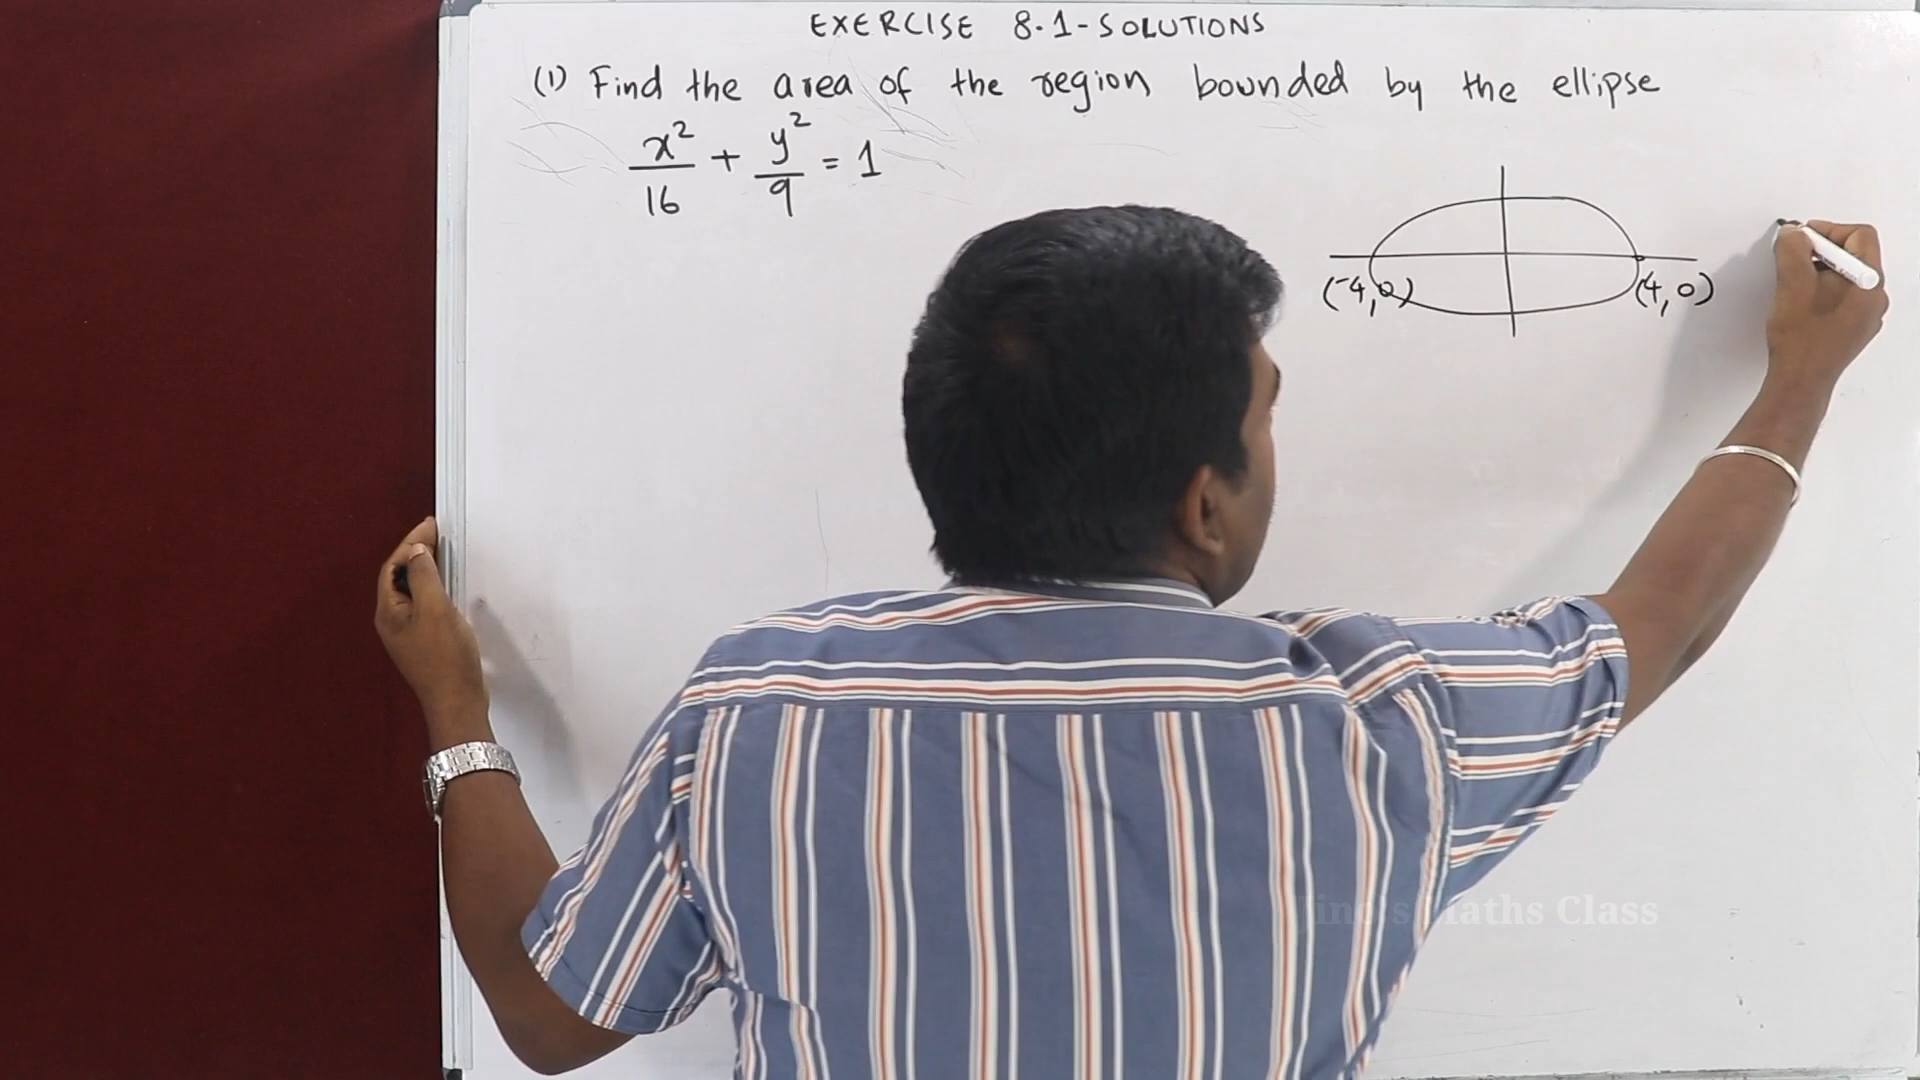 EXERCISE 8.1-SOLUTIONS
(1) Find the area of the region bounded by the ellipse
x²/16 + y²/9 = 1
(-4,0)
(4,0)
Maths Class